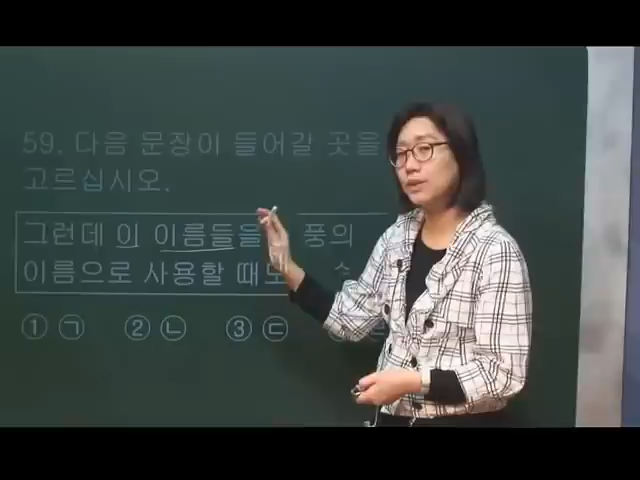 59. 다음 문장이 들어갈 곳을
고르십시오.
그런데 이 이름들을 풍의
이름으로 사용할 때도
① ㄱ ② ㄴ ③ ㄷ